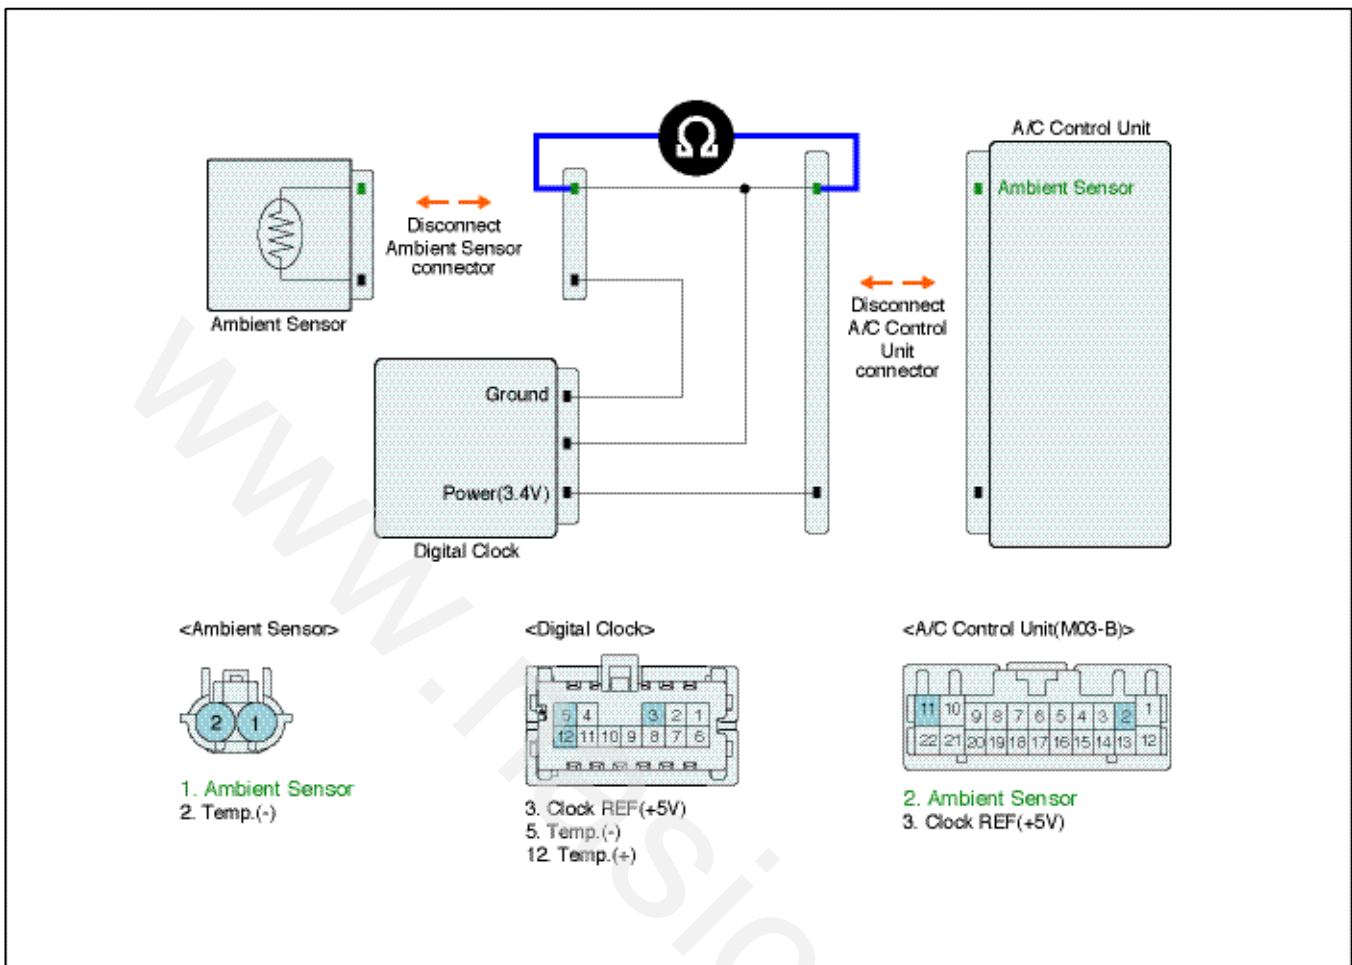 Ω
A/C Control Unit
Ambient Sensor
Disconnect
Ambient Sensor
connector
Ambient Sensor
Disconnect
A/C Control
Unit
connector
Ground
Power(3.4V)
Digital Clock
<Ambient Sensor>
<Digital Clock>
<A/C Control Unit(M03-B)>
2 1
5 4 3 2 1
12 11 10 9 8 7 6
11 10 9 8 7 6 5 4 3 2 1
22 21 20 19 18 17 16 15 14 13 12
1. Ambient Sensor
2. Temp.(-)
3. Clock REF(+5V)
5. Temp.(-)
12. Temp.(+)
2. Ambient Sensor
3. Clock REF(+5V)